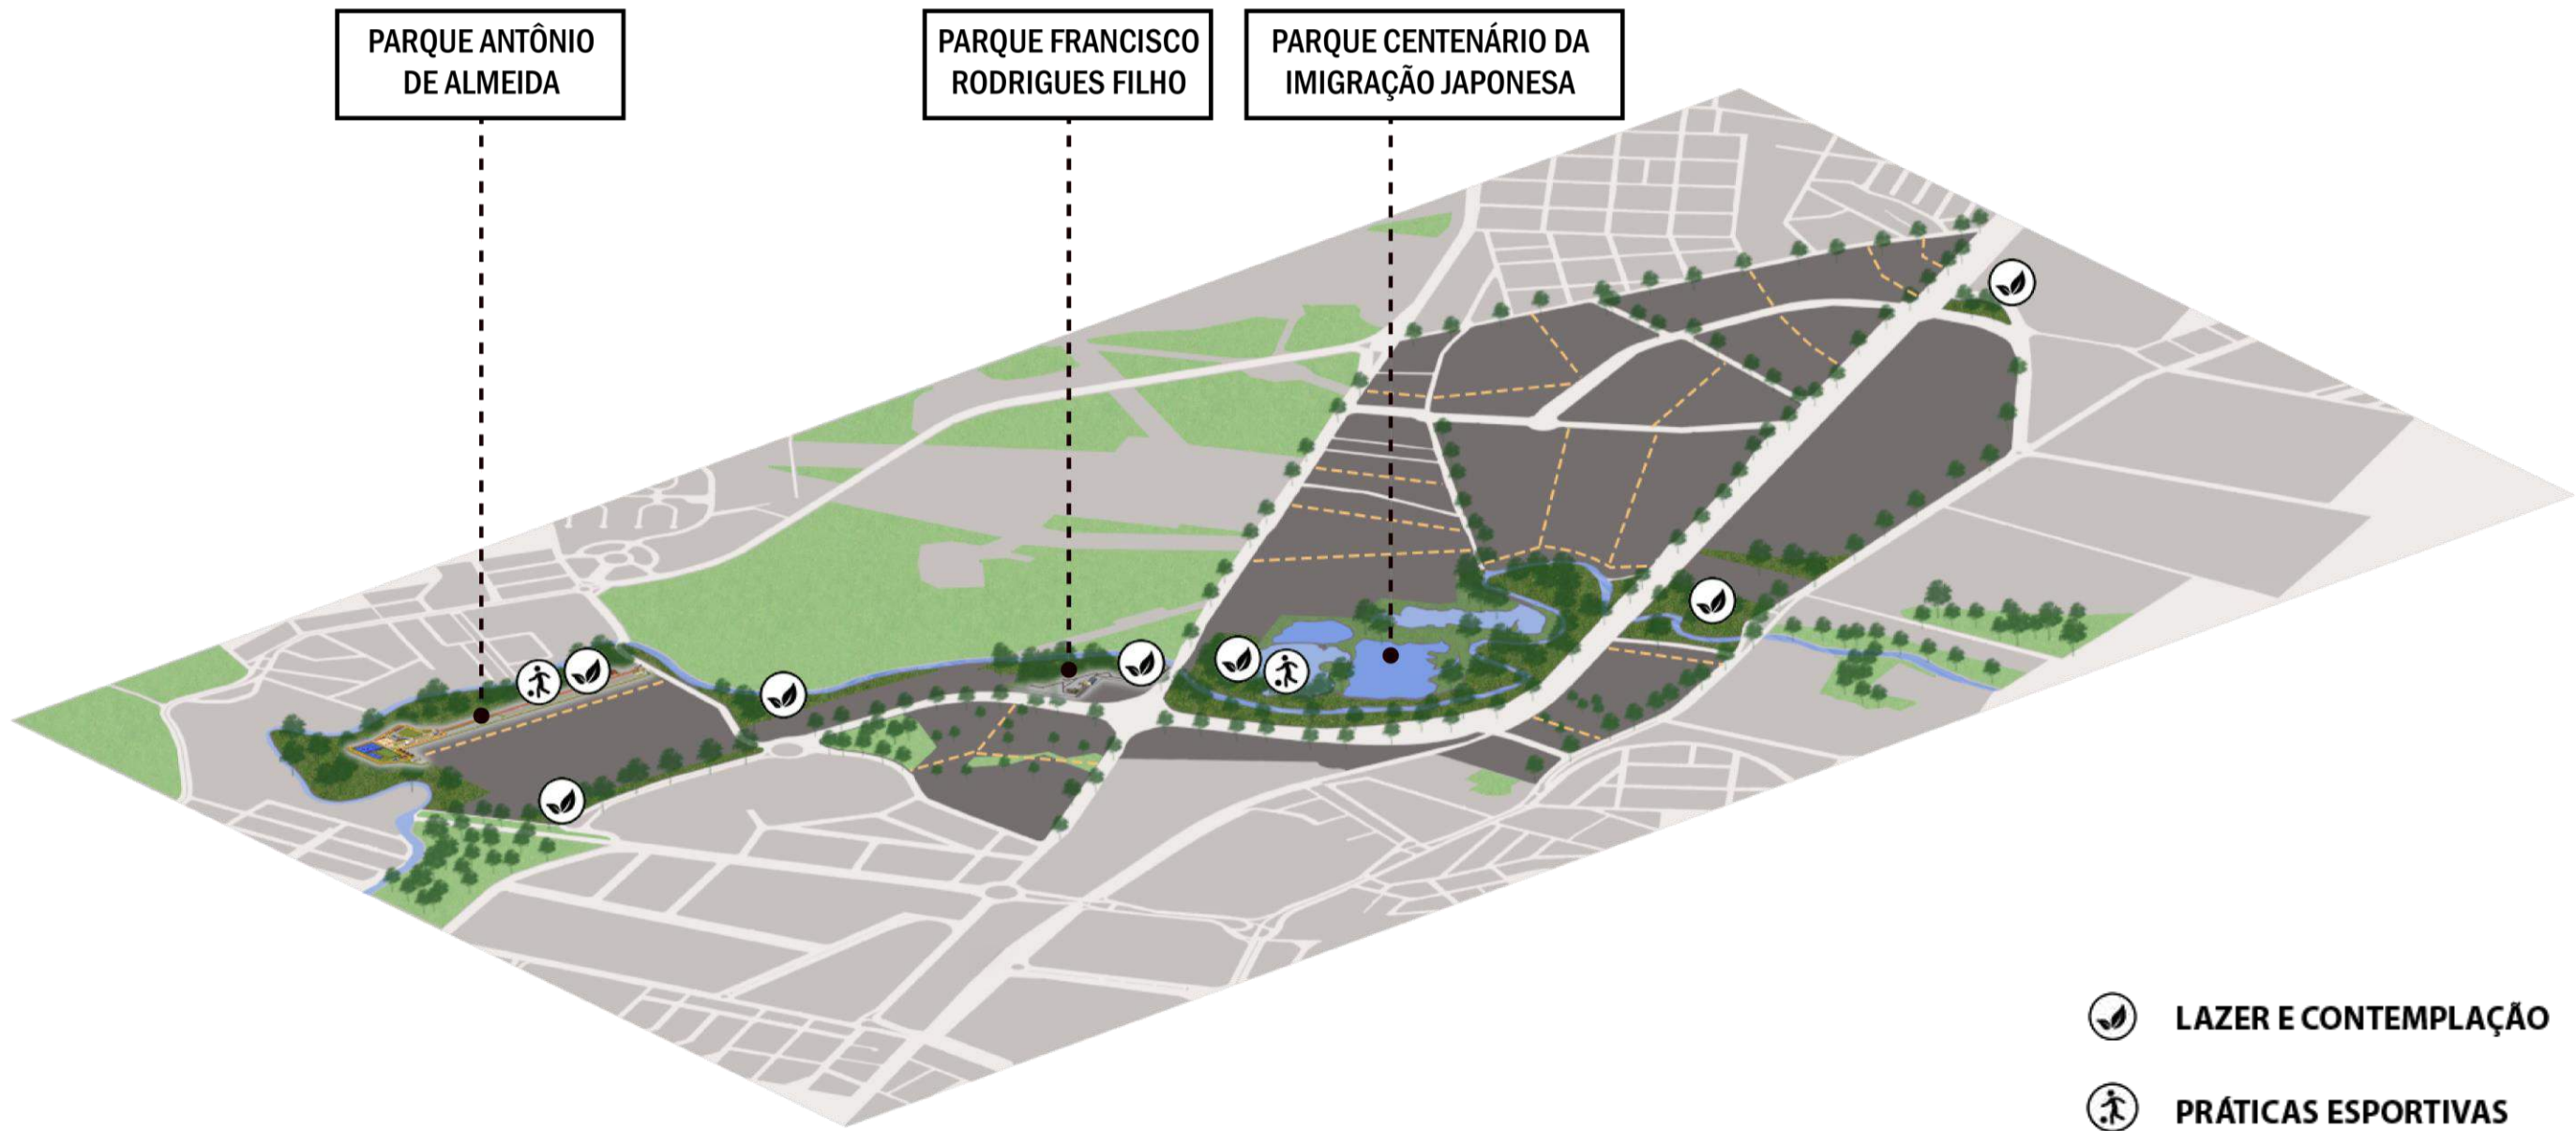 PARQUE ANTÔNIO
DE ALMEIDA
PARQUE FRANCISCO
RODRIGUES FILHO
PARQUE CENTENÁRIO DA
IMIGRAÇÃO JAPONESA
LAZER E CONTEMPLAÇÃO
PRÁTICAS ESPORTIVAS